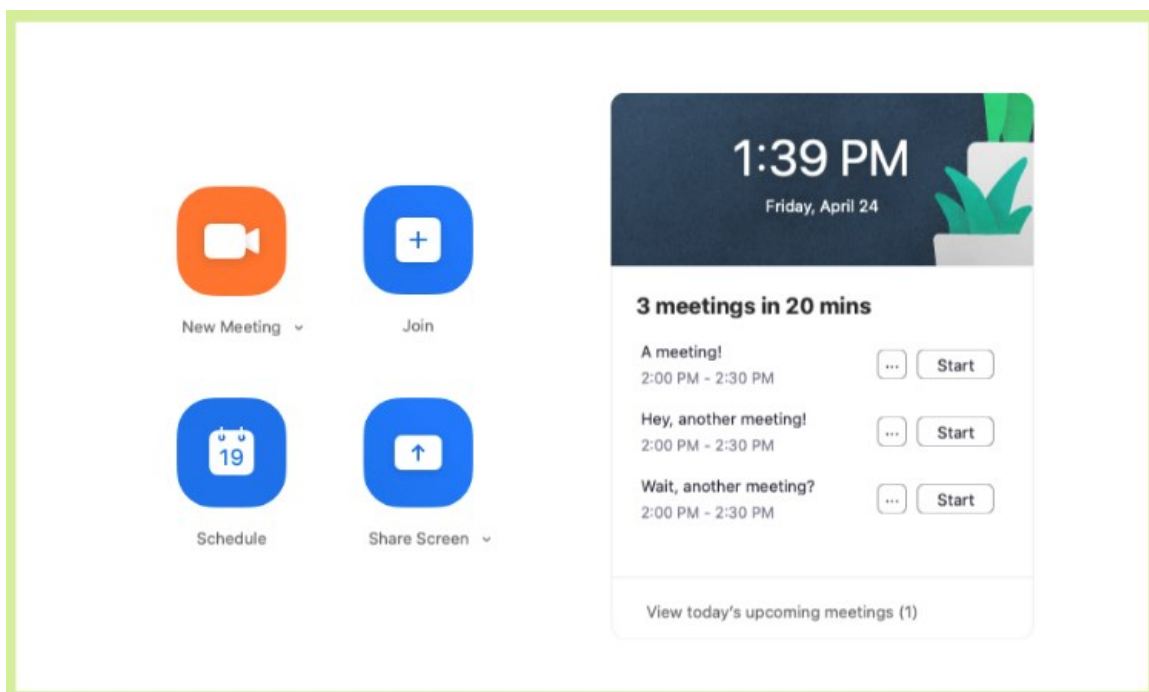 New Meeting
Join
19
Schedule
Share Screen
1:39 PM
Friday, April 24
3 meetings in 20 mins
A meeting!
2:00 PM - 2:30 PM
... Start
Hey, another meeting!
2:00 PM - 2:30 PM
... Start
Wait, another meeting?
2:00 PM - 2:30 PM
... Start
View today's upcoming meetings (1)